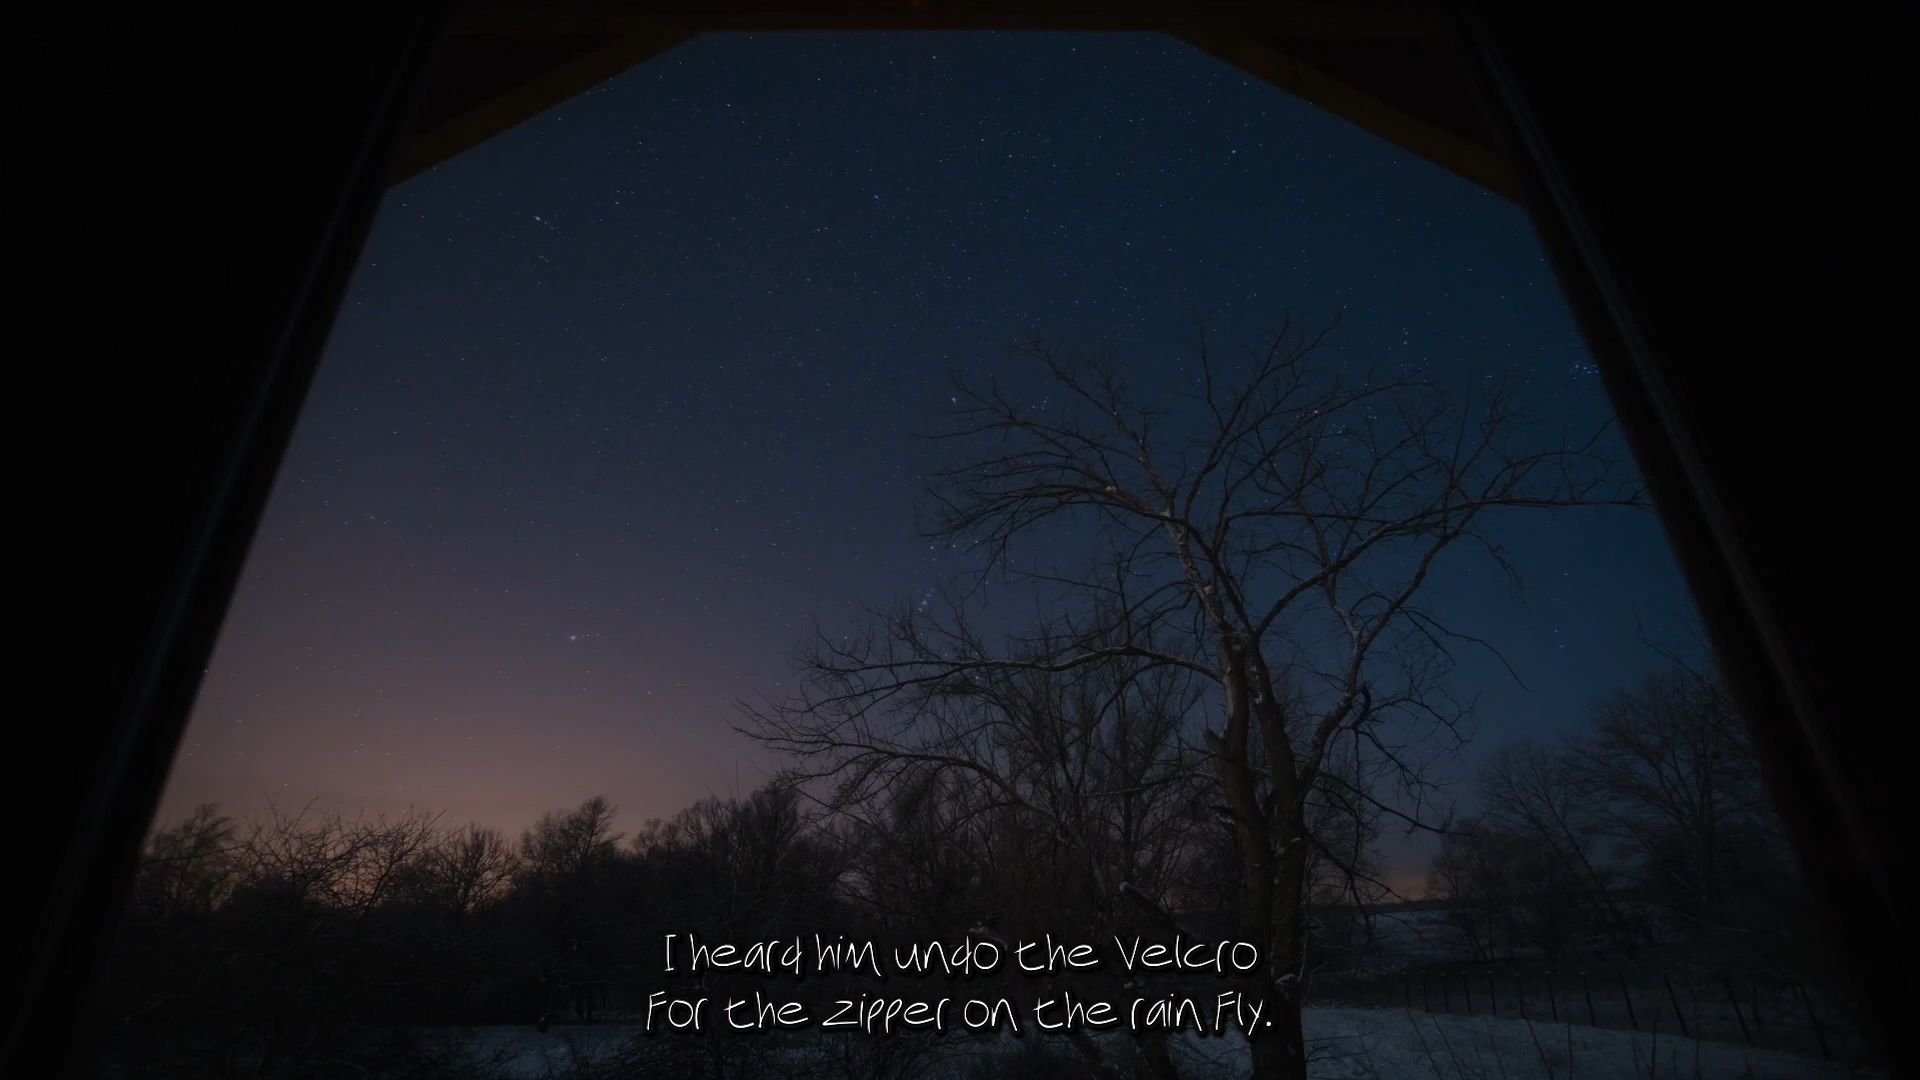 I heard him undo the Velcro
For the zipper on the rain fly.